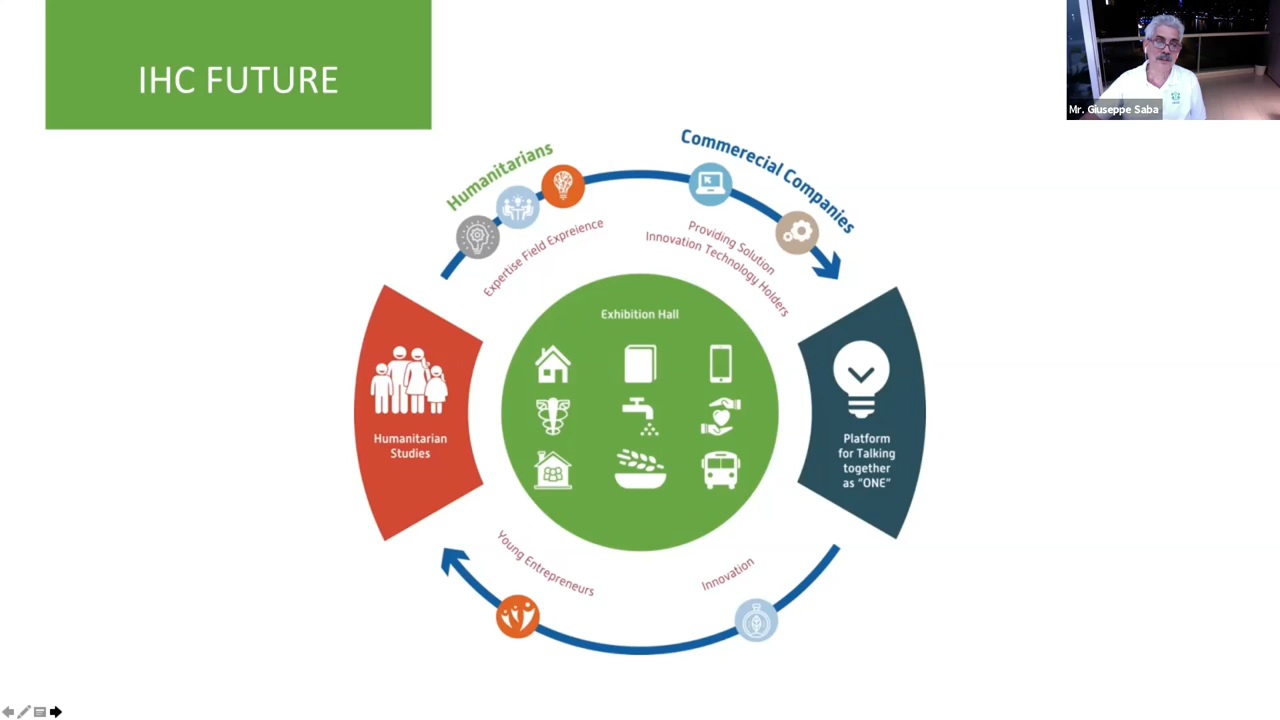 IHC FUTURE
Mr. Giuseppe Saba
Humanitarians
Commerecial Companies
Expertise Field Expreience
Providing Solution
Innovation Technology Holders
Exhibition Hall
Humanitarian
Studies
Platform
for Talking
together
as “ONE”
Young Entrepreneurs
Innovation